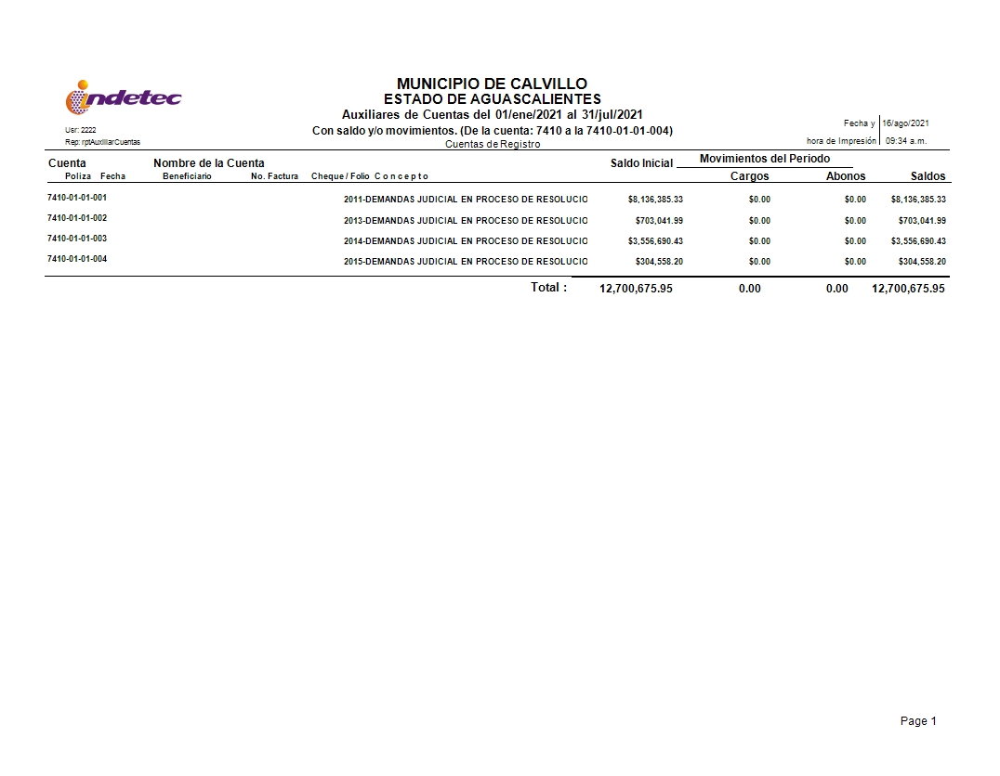 indetec
MUNICIPIO DE CALVILLO
ESTADO DE AGUASCALIENTES
Auxiliares de Cuentas del 01/ene/2021 al 31/jul/2021
Usr: 2222
Con saldo y/o movimientos. (De la cuenta: 7410 a la 7410-01-01-004)
Fecha y 16/ago/2021
Rep: rptAuxiliarCuentas
Cuentas de Registro
hora de Impresión 09:34 a.m.
Cuenta Nombre de la Cuenta Saldo Inicial Movimientos del Periodo
Poliza Fecha Beneficiario No. Factura Cheque / Folio C o n c e p t o Cargos Abonos Saldos
7410-01-01-001 2011-DEMANDAS JUDICIAL EN PROCESO DE RESOLUCIO $8,136,385.33 $0.00 $0.00 $8,136,385.33
7410-01-01-002 2013-DEMANDAS JUDICIAL EN PROCESO DE RESOLUCIO $703,041.99 $0.00 $0.00 $703,041.99
7410-01-01-003 2014-DEMANDAS JUDICIAL EN PROCESO DE RESOLUCIO $3,556,690.43 $0.00 $0.00 $3,556,690.43
7410-01-01-004 2015-DEMANDAS JUDICIAL EN PROCESO DE RESOLUCIO $304,558.20 $0.00 $0.00 $304,558.20
Total : 12,700,675.95 0.00 0.00 12,700,675.95
Page 1